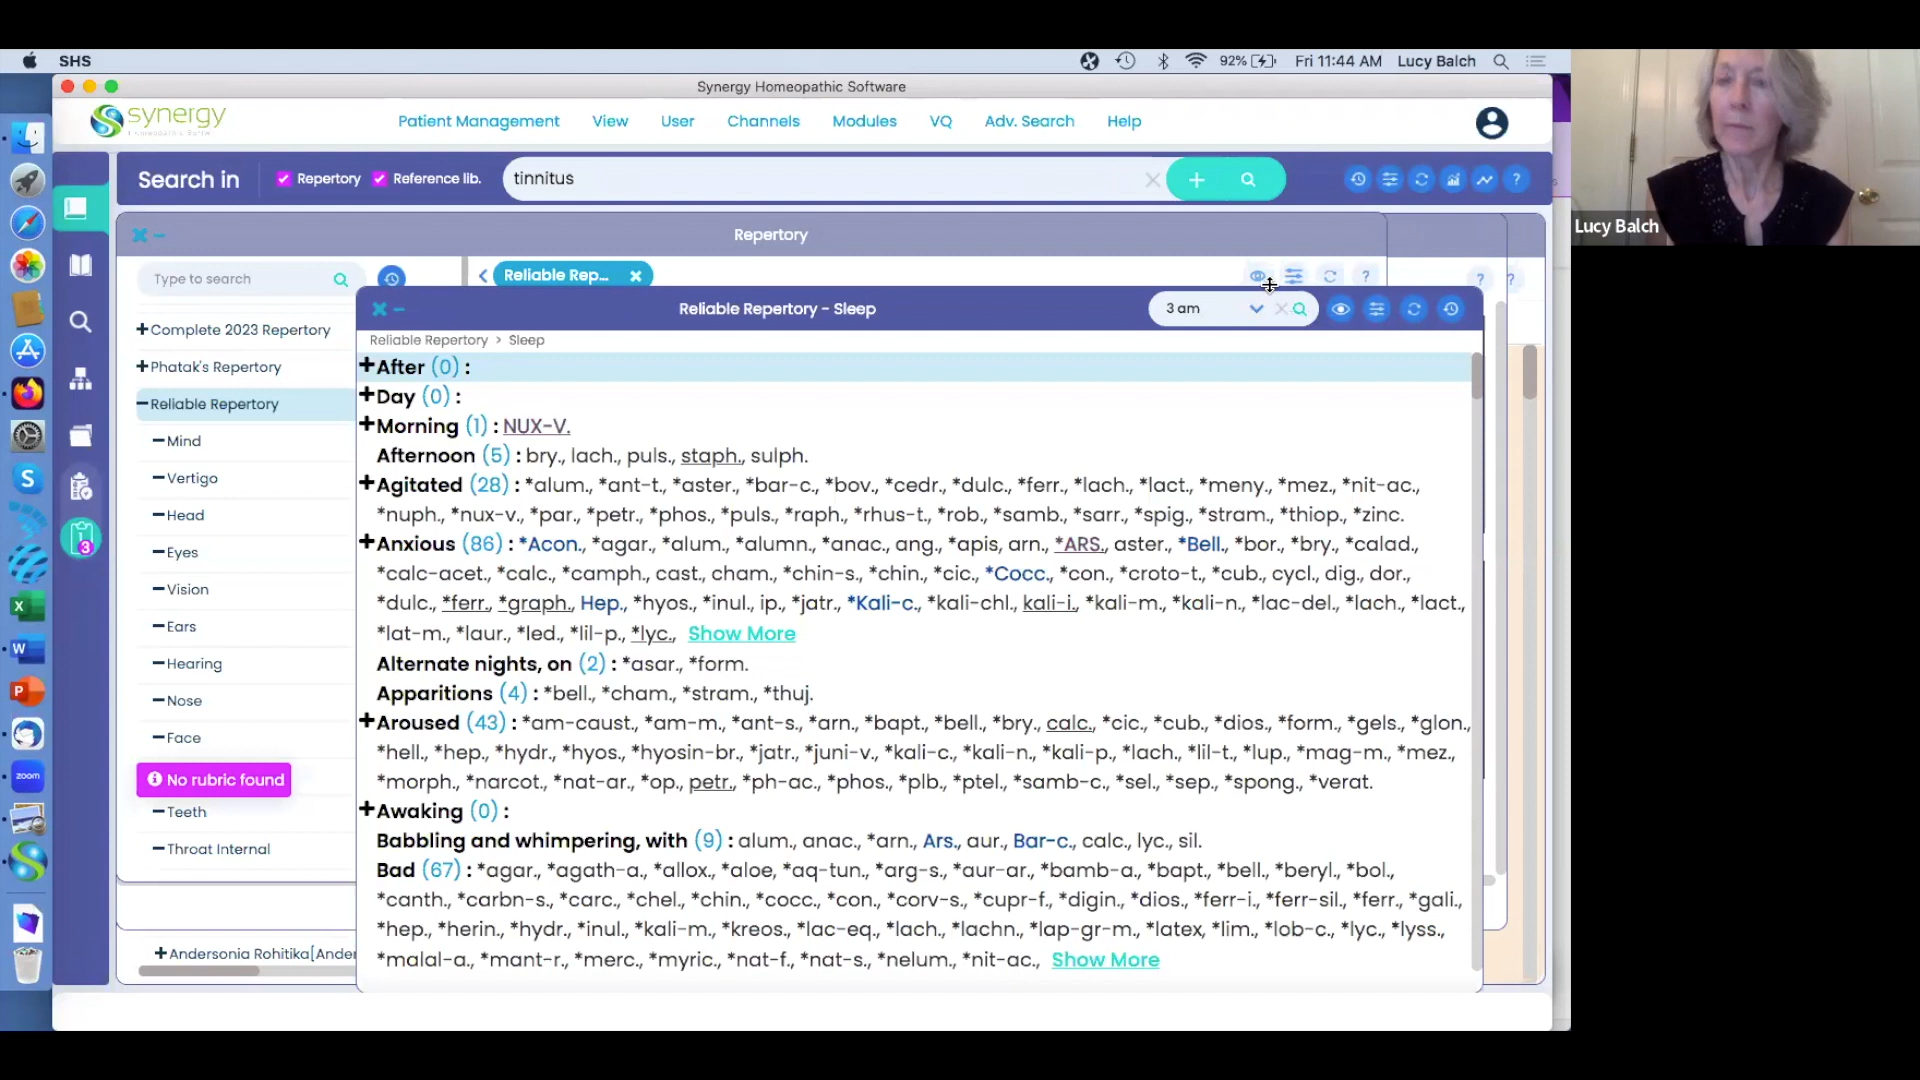 SHS
92%
Fri 11:44 AM
Lucy Balch
Synergy Homeopathic Software
synergy
Patient Management
View
User
Channels
Modules
VQ
Adv. Search
Help
Search in
Repertory
Reference lib.
tinnitus
+
?
Lucy Balch
Repertory
Type to search
Reliable Rep...
?
?
?
Reliable Repertory - Sleep
3 am
Reliable Repertory > Sleep
+Complete 2023 Repertory
+Phatak's Repertory
Reliable Repertory
Mind
Vertigo
Head
Eyes
Vision
Ears
Hearing
Nose
Face
No rubric found
Teeth
Throat Internal
+Andersonia Rohitika[Ander
+After (0) :
+Day (0) :
+Morning (1) : NUX-V.
Afternoon (5) : bry., lach., puls., staph., sulph.
+Agitated (28) : *alum., *ant-t., *aster., *bar-c., *bov., *cedr., *dulc., *ferr., *lach., *lact., *meny., *mez., *nit-ac.,
*nuph., *nux-v., *par., *petr., *phos., *puls., *raph., *rhus-t., *rob., *samb., *sarr., *spig., *stram., *thiop., *zinc.
+Anxious (86) : *Acon., *agar., *alum., *alumn., *anac., ang., *apis, arn., *ARS., aster., *Bell., *bor., *bry., *calad.,
*calc-acet., *calc., *camph., cast., cham., *chin-s., *chin., *cic., *Cocc., *con., *croto-t., *cub., cycl., dig., dor.,
*dulc., *ferr., *graph., Hep., *hyos., *inul., ip., *jatr., *Kali-c., *kali-chl., kali-i., *kali-m., *kali-n., *lac-del., *lach., *lact.,
*lat-m., *laur., *led., *lil-p., *lyc., Show More
Alternate nights, on (2) : *asar., *form.
Apparitions (4) : *bell., *cham., *stram., *thuj.
+Aroused (43) : *am-caust., *am-m., *ant-s., *arn., *bapt., *bell., *bry., calc., *cic., *cub., *dios., *form., *gels., *glon.,
*hell., *hep., *hydr., *hyos., *hyosin-br., *jatr., *juni-v., *kali-c., *kali-n., *kali-p., *lach., *lil-t., *lup., *mag-m., *mez.,
*morph., *narcot., *nat-ar., *op., petr., *ph-ac., *phos., *plb., *ptel., *samb-c., *sel., *sep., *spong., *verat.
+Awaking (0) :
Babbling and whimpering, with (9) : alum., anac., *arn., Ars., aur., Bar-c., calc., lyc., sil.
Bad (67) : *agar., *agath-a., *allox., *aloe, *aq-tun., *arg-s., *aur-ar., *bamb-a., *bapt., *bell., *beryl., *bol.,
*canth., *carbn-s., *carc., *chel., *chin., *cocc., *con., *corv-s., *cupr-f., *digin., *dios., *ferr-i., *ferr-sil., *ferr., *gali.,
*hep., *herin., *hydr., *inul., *kali-m., *kreos., *lac-eq., *lach., *lachn., *lap-gr-m., *latex, *lim., *lob-c., *lyc., *lyss.,
*malal-a., *mant-r., *merc., *myric., *nat-f., *nat-s., *nelum., *nit-ac., Show More
S
X
W
P
zoom
3